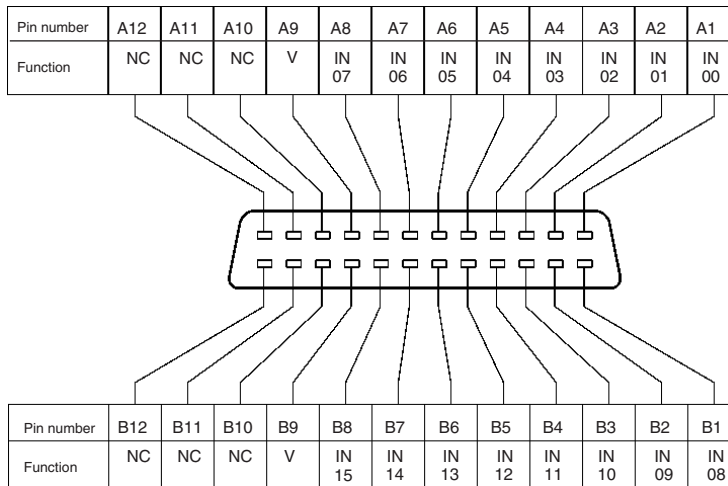 Pin number A12 A11 A10 A9 A8 A7 A6 A5 A4 A3 A2 A1
Function NC NC NC V IN 07 IN 06 IN 05 IN 04 IN 03 IN 02 IN 01 IN 00
Pin number B12 B11 B10 B9 B8 B7 B6 B5 B4 B3 B2 B1
Function NC NC NC V IN 15 IN 14 IN 13 IN 12 IN 11 IN 10 IN 09 IN 08